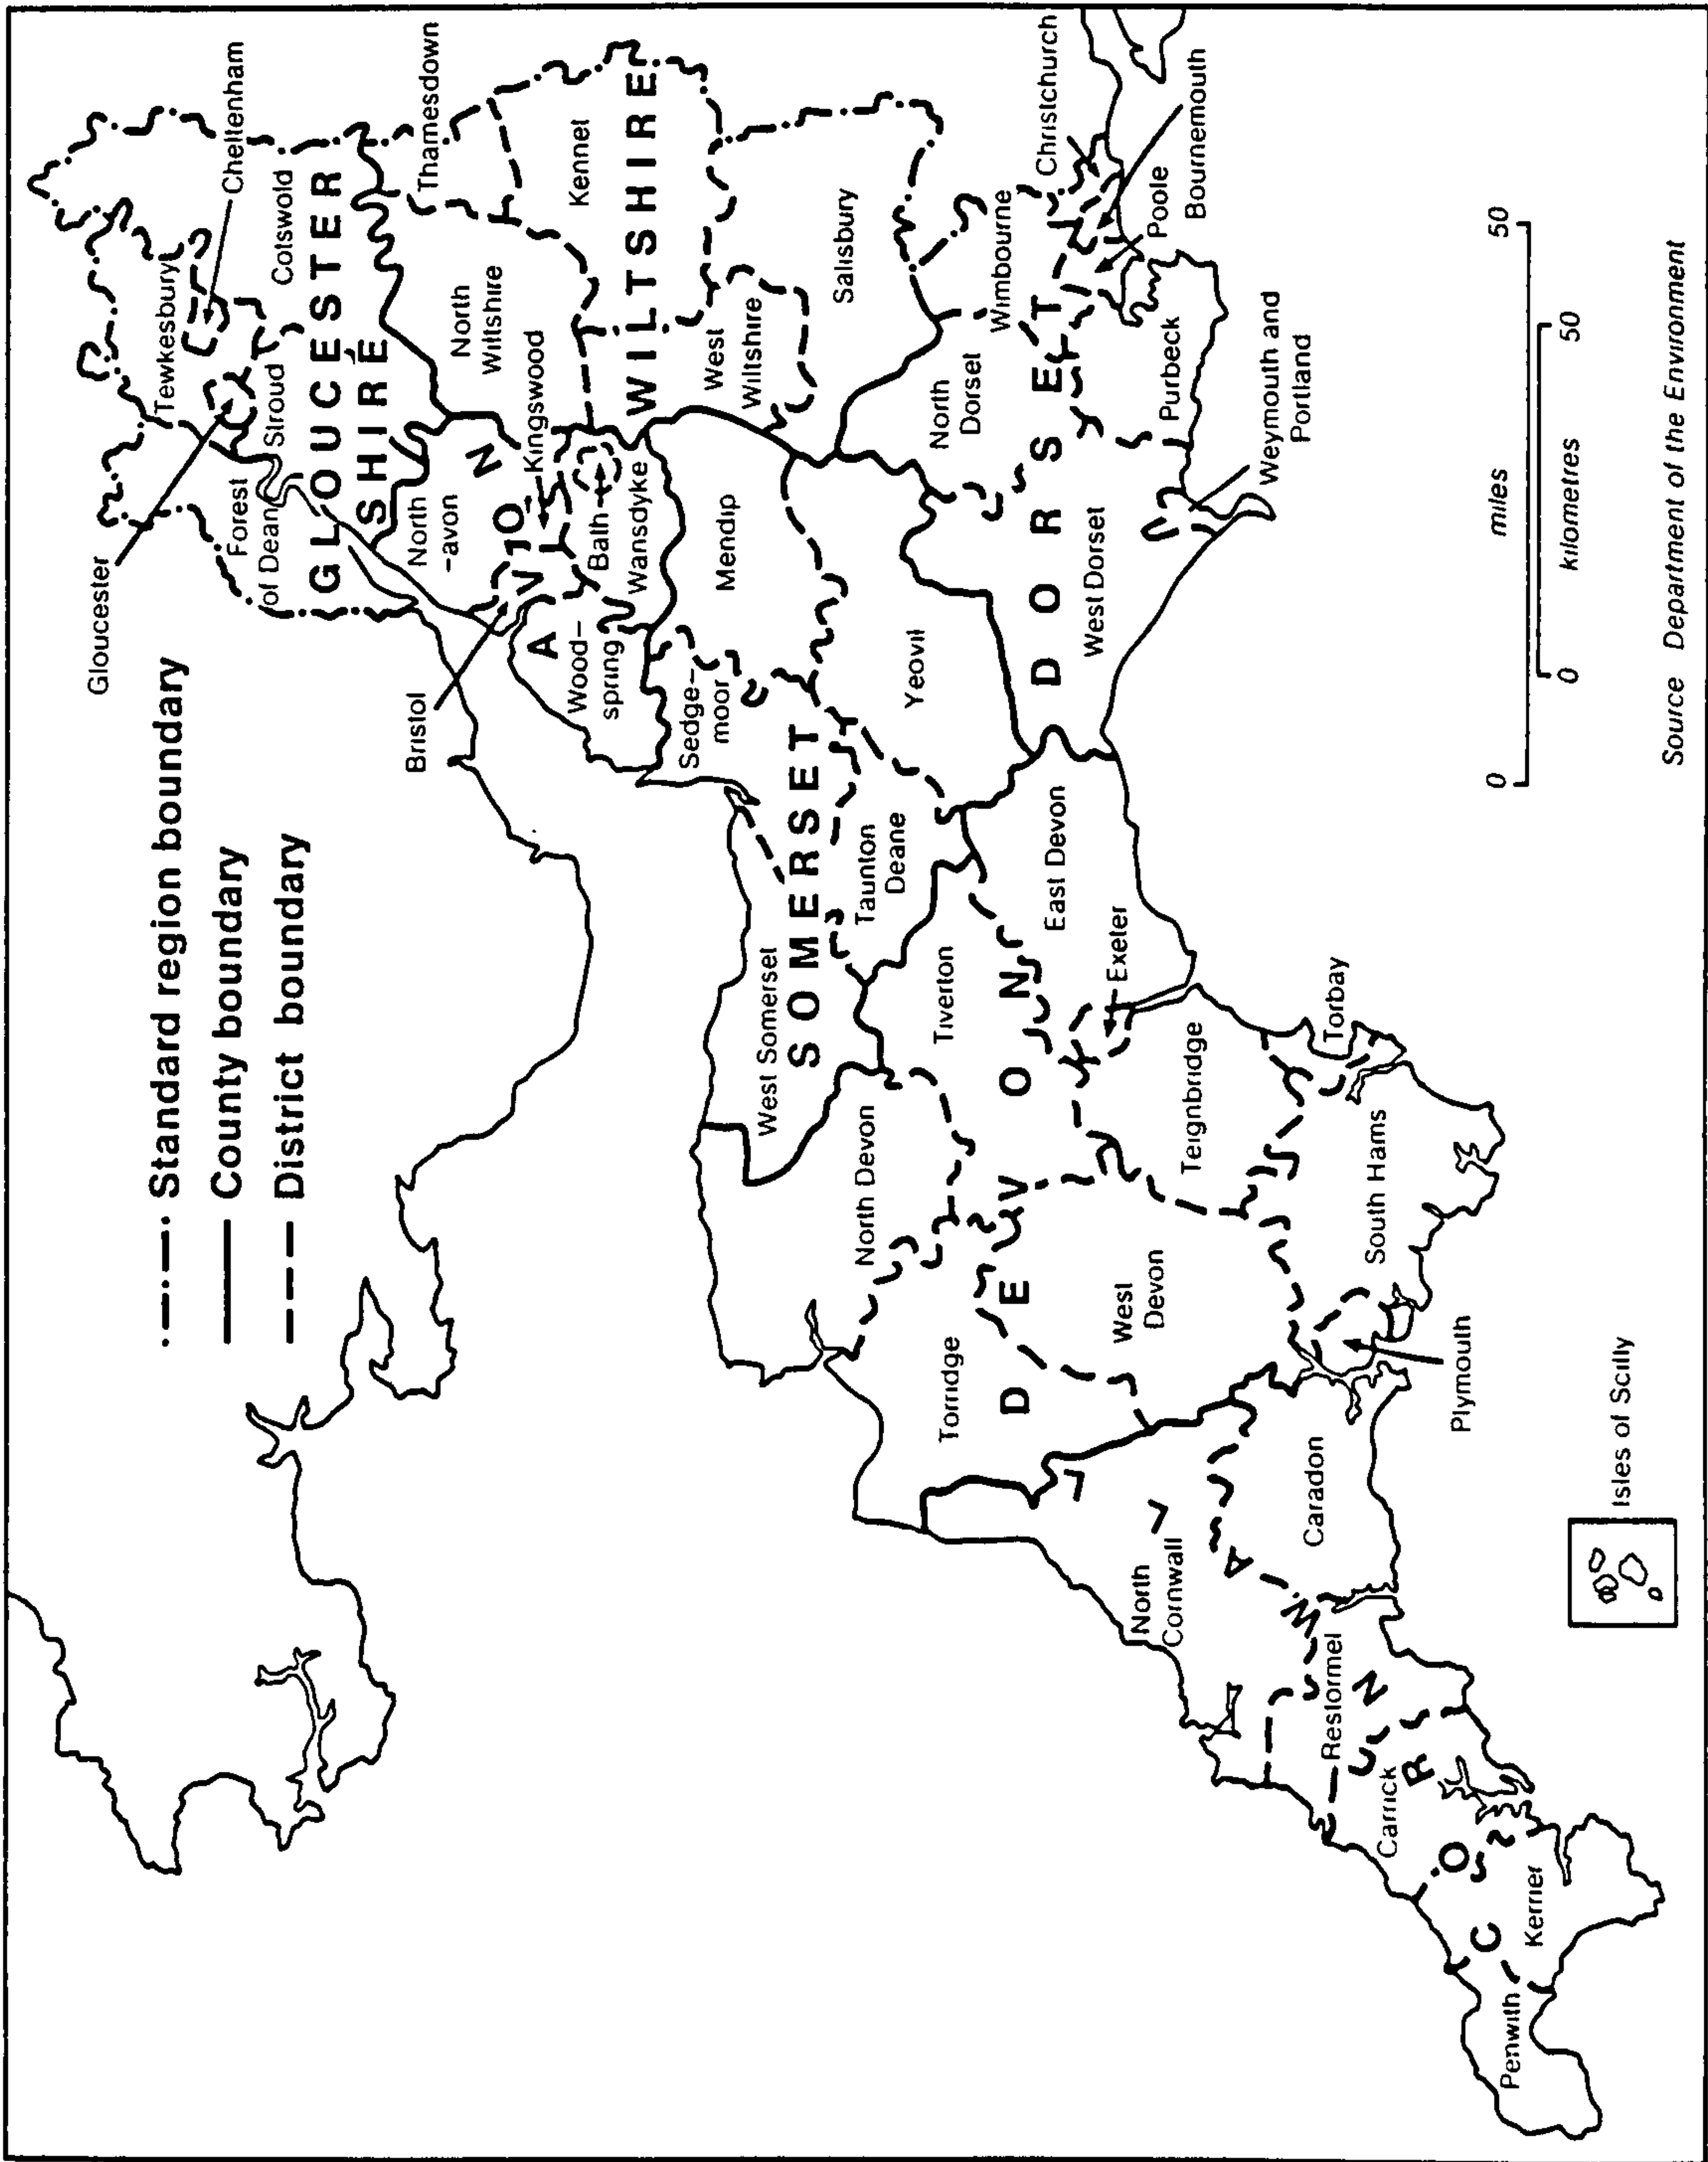 Standard region boundary
County boundary
District boundary
Gloucester
Cheltenham
Tewkesbury
Cotswold
Forest
of Dean
Stroud
GLOUCESTER
SHIRE
Thamesdown
North
Wiltshire
Kennet
WILTSHIRE
West
Wiltshire
Salisbury
Bristol
North
-avon
Kingswood
AVON
Bath
Wansdyke
Wood-
spring
Sedge-
moor
Mendip
West Somerset
SOMERSET
Taunton
Deane
Yeovil
North
Dorset
Wimbourne
Christchurch
Bournemouth
Poole
DORSET
Purbeck
West Dorset
Weymouth and
Portland
North Devon
Tiverton
East Devon
Exeter
Torridge
DEVON
West
Devon
Teignbridge
Torbay
South Hams
Plymouth
North
Cornwall
Caradon
CORNWALL
Restormel
Carrick
Kerrier
Penwith
Isles of Scilly
0 miles 50
0 kilometres 50
Source Department of the Environment